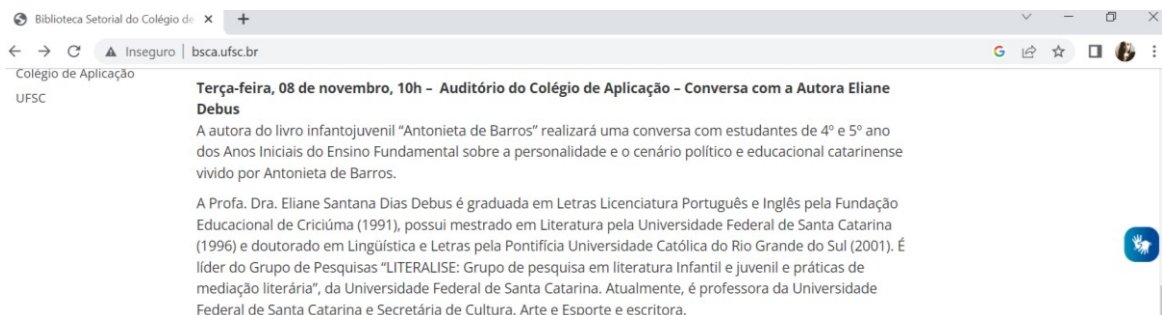 Biblioteca Setorial do Colégio de
Inseguro | bsca.ufsc.br
Colégio de Aplicação
UFSC
Terça-feira, 08 de novembro, 10h – Auditório do Colégio de Aplicação – Conversa com a Autora Eliane
Debus
A autora do livro infantojuvenil “Antonieta de Barros” realizará uma conversa com estudantes de 4º e 5º ano
dos Anos Iniciais do Ensino Fundamental sobre a personalidade e o cenário político e educacional catarinense
vivido por Antonieta de Barros.
A Profa. Dra. Eliane Santana Dias Debus é graduada em Letras Licenciatura Português e Inglês pela Fundação
Educacional de Criciúma (1991), possui mestrado em Literatura pela Universidade Federal de Santa Catarina
(1996) e doutorado em Lingüística e Letras pela Pontifícia Universidade Católica do Rio Grande do Sul (2001). É
líder do Grupo de Pesquisas “LITERALISE: Grupo de pesquisa em literatura Infantil e juvenil e práticas de
mediação literária”, da Universidade Federal de Santa Catarina. Atualmente, é professora da Universidade
Federal de Santa Catarina e Secretária de Cultura, Arte e Esporte e escritora.